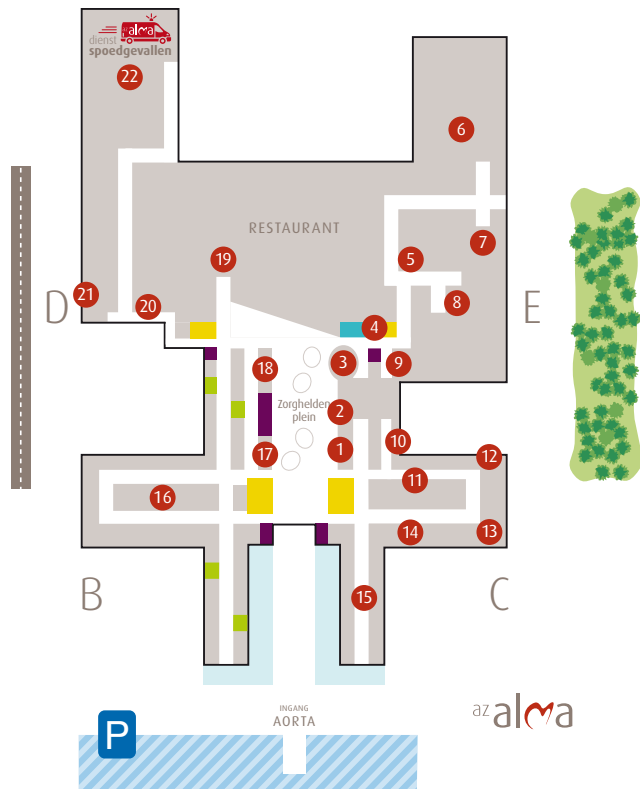 az alma
dienst
spoedgevallen
22
6
RESTAURANT
7
19
5
21
D
20
8
E
4
3
9
18
Zorghelden
plein
2
17
1
10
12
11
16
14
13
B
15
C
INGANG
AORTA
az alma
P